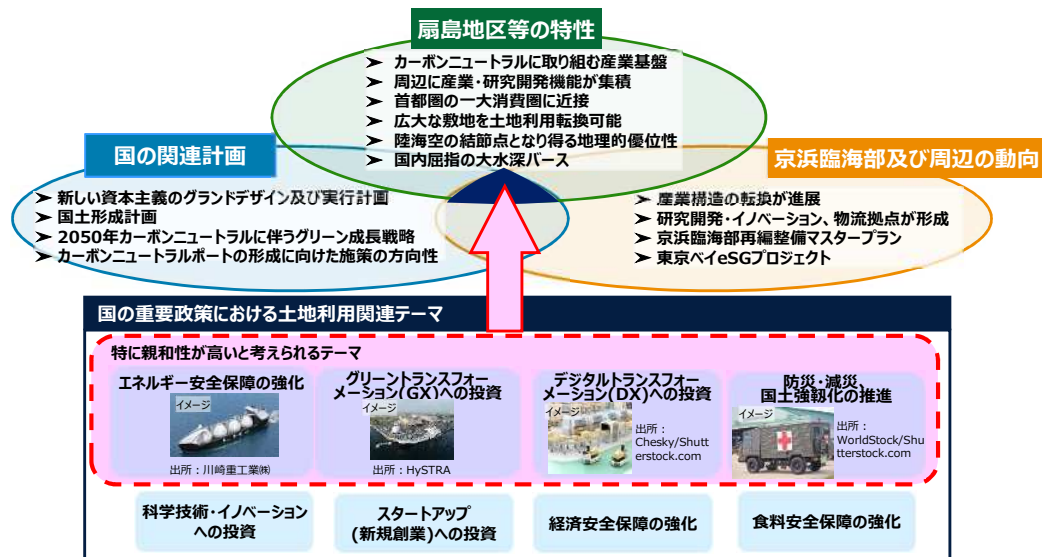 扇島地区等の特性
➤ カーボンニュートラルに取り組む産業基盤
➤ 周辺に産業・研究開発機能が集積
➤ 首都圏の一大消費圏に近接
➤ 広大な敷地を土地利用転換可能
➤ 陸海空の結節点となり得る地理的優位性
➤ 国内屈指の大水深バース
国の関連計画
➤ 新しい資本主義のグランドデザイン及び実行計画
➤ 国土形成計画
➤ 2050年カーボンニュートラルに伴うグリーン成長戦略
➤ カーボンニュートラルポートの形成に向けた施策の方向性
京浜臨海部及び周辺の動向
➤ 産業構造の転換が進展
➤ 研究開発・イノベーション、物流拠点が形成
➤ 京浜臨海部再編整備マスタープラン
➤ 東京ベイeSGプロジェクト
国の重要政策における土地利用関連テーマ
特に親和性が高いと考えられるテーマ
エネルギー安全保障の強化
イメージ
出所：川崎重工業㈱
グリーントランスフォー
メーション(GX)への投資
イメージ
出所：HySTRA
デジタルトランスフォー
メーション(DX)への投資
イメージ
出所：
Chesky/Shutt
erstock.com
防災・減災、
国土強靱化の推進
イメージ
出所：
WorldStock/Shu
tterstock.com
科学技術・イノベーション
への投資
スタートアップ
(新規創業)への投資
経済安全保障の強化
食料安全保障の強化